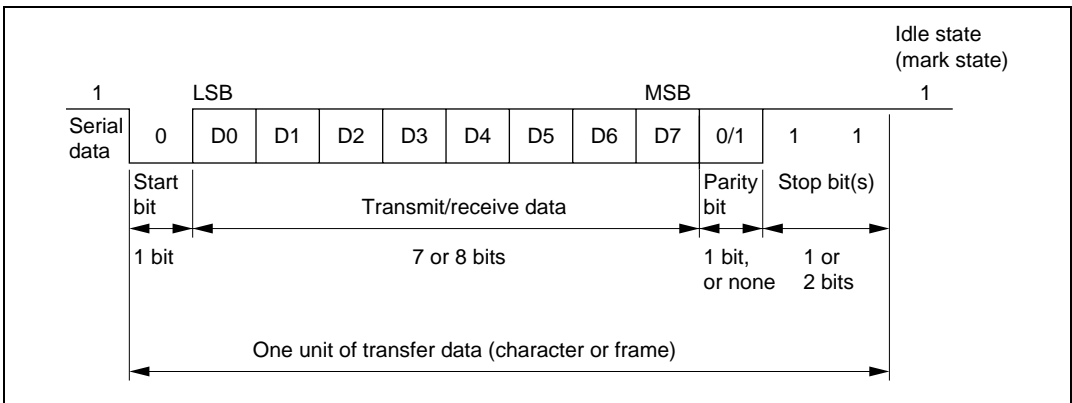 Idle state
(mark state)
1 LSB MSB 1
Serial
data
0 D0 D1 D2 D3 D4 D5 D6 D7 0/1 1 1
Start
bit
Transmit/receive data
Parity
bit
Stop bit(s)
1 bit
7 or 8 bits
1 bit,
or none
1 or
2 bits
One unit of transfer data (character or frame)